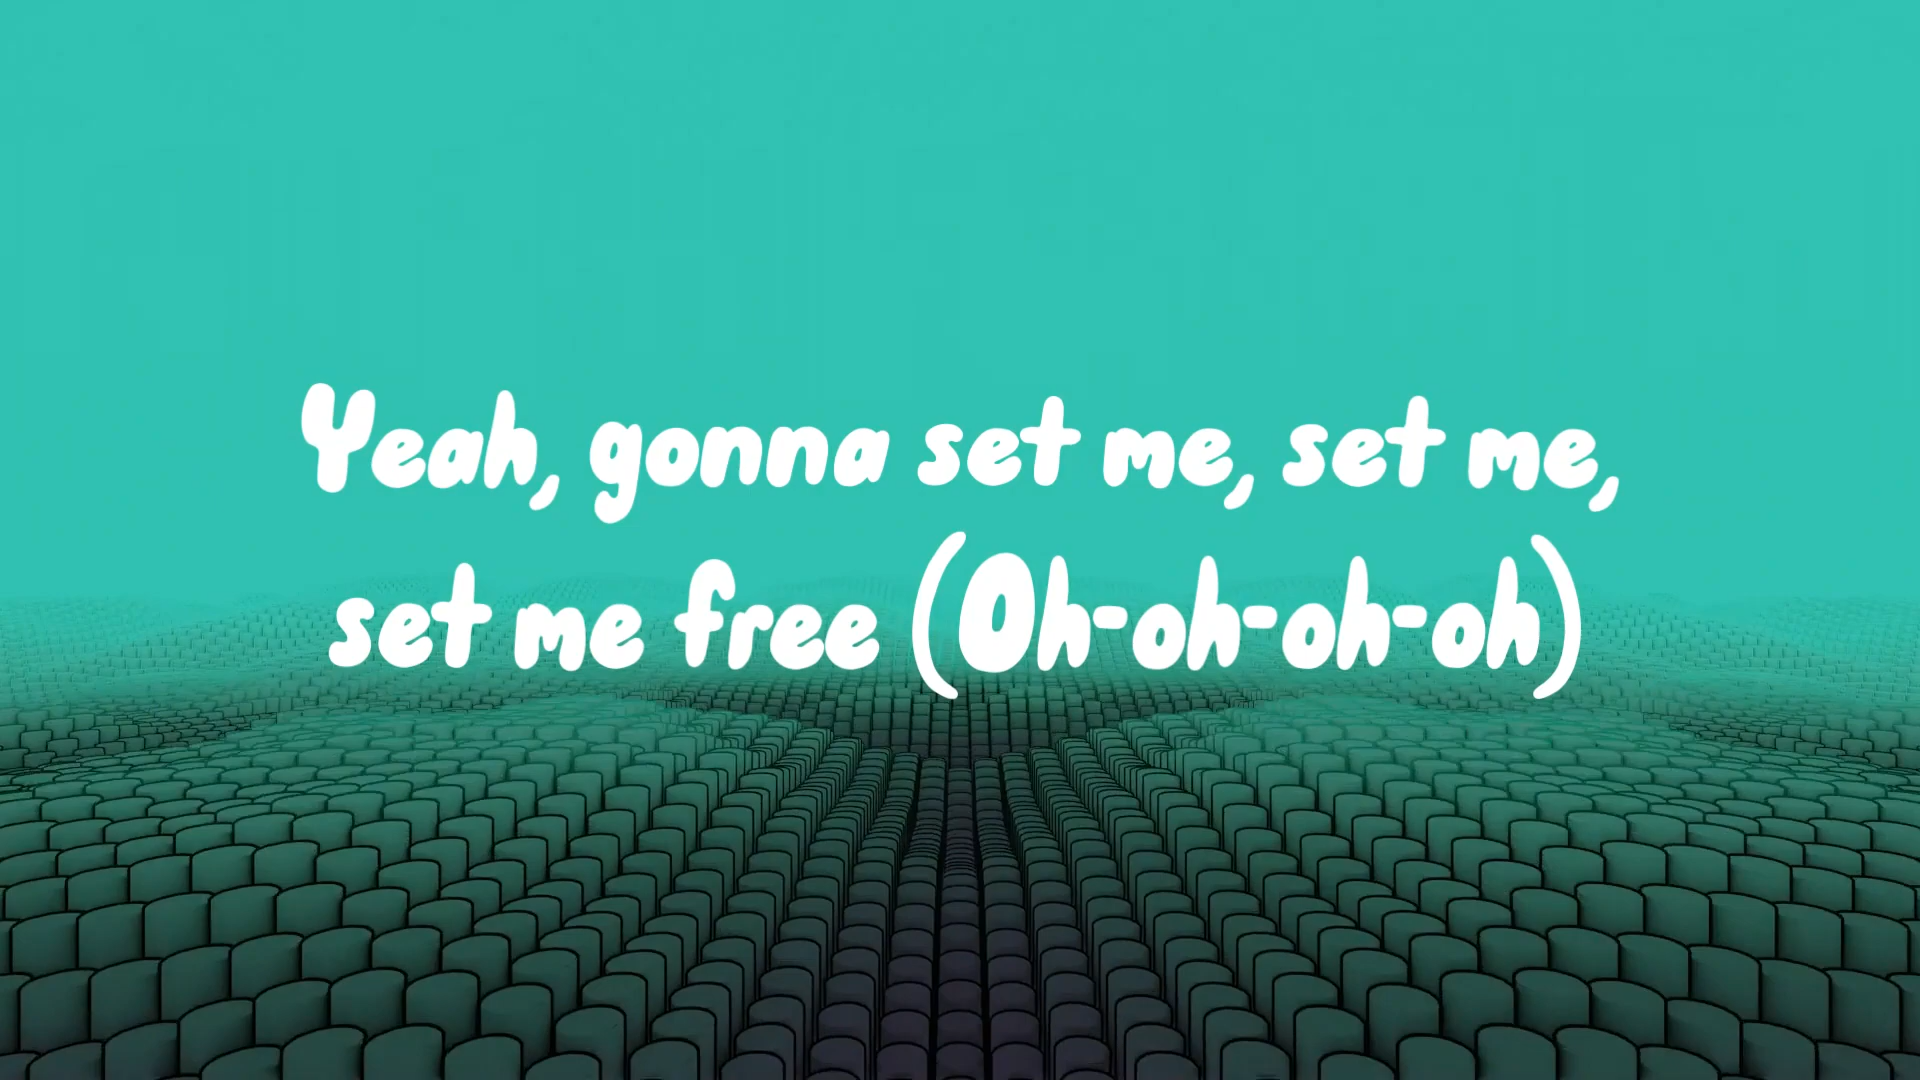 Yeah, gonna set me, set me,
set me free (Oh-oh-oh-oh)